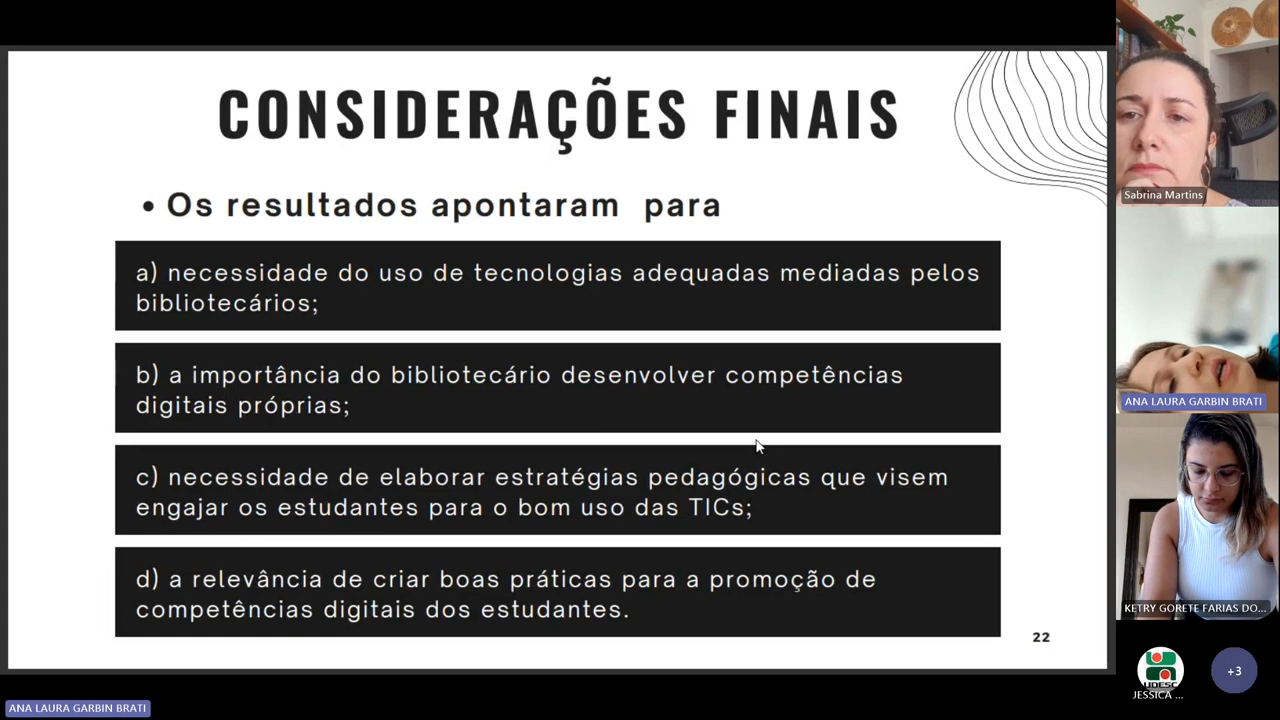 CONSIDERAÇÕES FINAIS
• Os resultados apontaram para
a) necessidade do uso de tecnologias adequadas mediadas pelos
bibliotecários;
b) a importância do bibliotecário desenvolver competências
digitais próprias;
c) necessidade de elaborar estratégias pedagógicas que visem
engajar os estudantes para o bom uso das TICs;
d) a relevância de criar boas práticas para a promoção de
competências digitais dos estudantes.
22
Sabrina Martins
ANA LAURA GARBIN BRATI
KETRY GORETE FARIAS DO...
UDESC
JESSICA ...
+3
ANA LAURA GARBIN BRATI